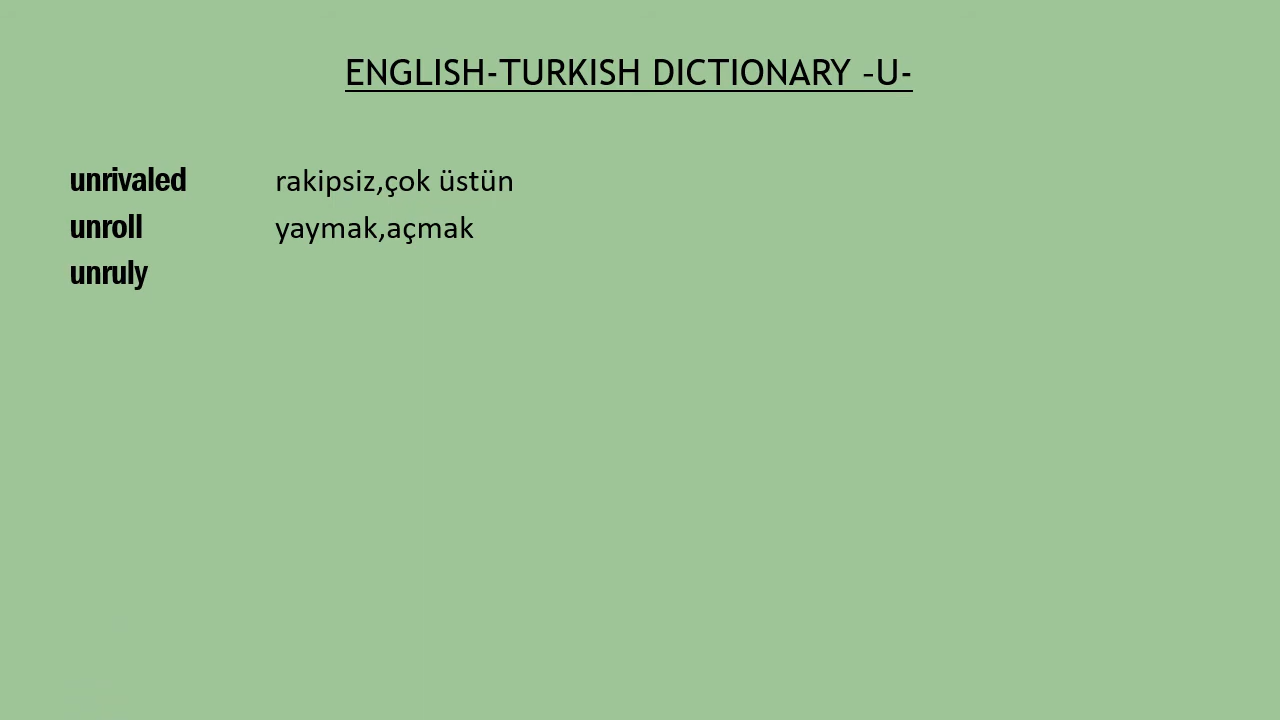 ENGLISH-TURKISH DICTIONARY –U-
unrivaled rakipsiz,çok üstün
unroll yaymak,açmak
unruly